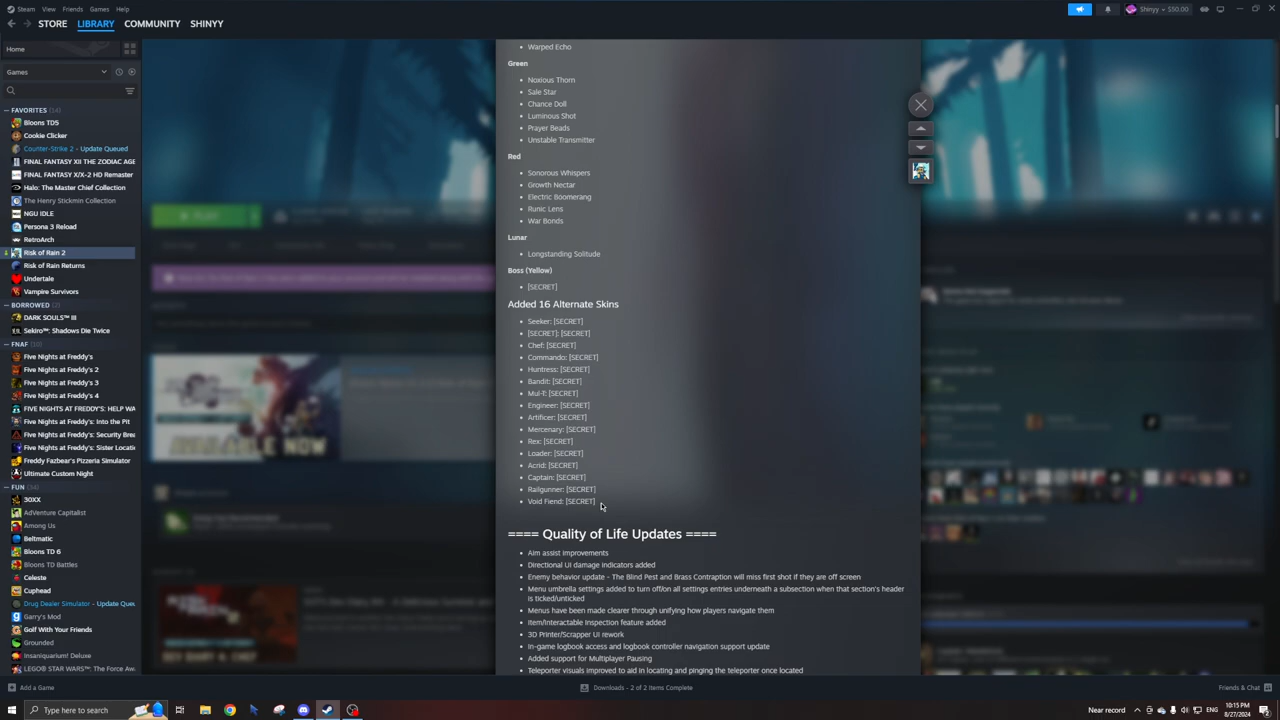 Steam View Friends Games Help
Shinyy • $50.00
STORE LIBRARY COMMUNITY SHINYY
Home
Games
— FAVORITES (14)
Bloons TD5
Cookie Clicker
Counter-Strike 2 - Update Queued
FINAL FANTASY XII THE ZODIAC AGE
FINAL FANTASY X/X-2 HD Remaster
Halo: The Master Chief Collection
The Henry Stickmin Collection
NGU IDLE
Persona 3 Reload
RetroArch
Risk of Rain 2
Risk of Rain Returns
Undertale
Vampire Survivors
— BORROWED (2)
DARK SOULS™ III
Sekiro™: Shadows Die Twice
— FNAF (10)
Five Nights at Freddy's
Five Nights at Freddy's 2
Five Nights at Freddy's 3
Five Nights at Freddy's 4
FIVE NIGHTS AT FREDDY'S: HELP WA
Five Nights at Freddy's: Into the Pit
Five Nights at Freddy's: Security Brea
Five Nights at Freddy's: Sister Locatio
Freddy Fazbear's Pizzeria Simulator
Ultimate Custom Night
— FUN
30XX
AdVenture Capitalist
Among Us
Beltmatic
Bloons TD 6
Bloons TD Battles
Celeste
Cuphead
Drug Dealer Simulator - Update Queu
Garry's Mod
Golf With Your Friends
Grounded
Insaniquarium! Deluxe
LEGO® STAR WARS™: The Force Aw
Add a Game
PLAY
AVAILABLE NOW
• Warped Echo
Green
• Noxious Thorn
• Sale Star
• Chance Doll
• Luminous Shot
• Prayer Beads
• Unstable Transmitter
Red
• Sonorous Whispers
• Growth Nectar
• Electric Boomerang
• Runic Lens
• War Bonds
Lunar
• Longstanding Solitude
Boss (Yellow)
• [SECRET]
Added 16 Alternate Skins
• Seeker: [SECRET]
• [SECRET]: [SECRET]
• Chef: [SECRET]
• Commando: [SECRET]
• Huntress: [SECRET]
• Bandit: [SECRET]
• Mul-T: [SECRET]
• Engineer: [SECRET]
• Artificer: [SECRET]
• Mercenary: [SECRET]
• Rex: [SECRET]
• Loader: [SECRET]
• Acrid: [SECRET]
• Captain: [SECRET]
• Railgunner: [SECRET]
• Void Fiend: [SECRET]
==== Quality of Life Updates ====
• Aim assist improvements
• Directional UI damage indicators added
• Enemy behavior update - The Blind Pest and Brass Contraption will miss first shot if they are off screen
• Menu umbrella settings added to turn off/on all settings entries underneath a subsection when that section's header
is ticked/unticked
• Menus have been made clearer through unifying how players navigate them
• Item/Interactable Inspection feature added
• 3D Printer/Scrapper UI rework
• In-game logbook access and logbook controller navigation support update
• Added support for Multiplayer Pausing
• Teleporter visuals improved to aid in locating and pinging the teleporter once located
Downloads - 2 of 2 Items Complete
Friends & Chat
Type here to search
Near record
ENG
10:15 PM
8/27/2024